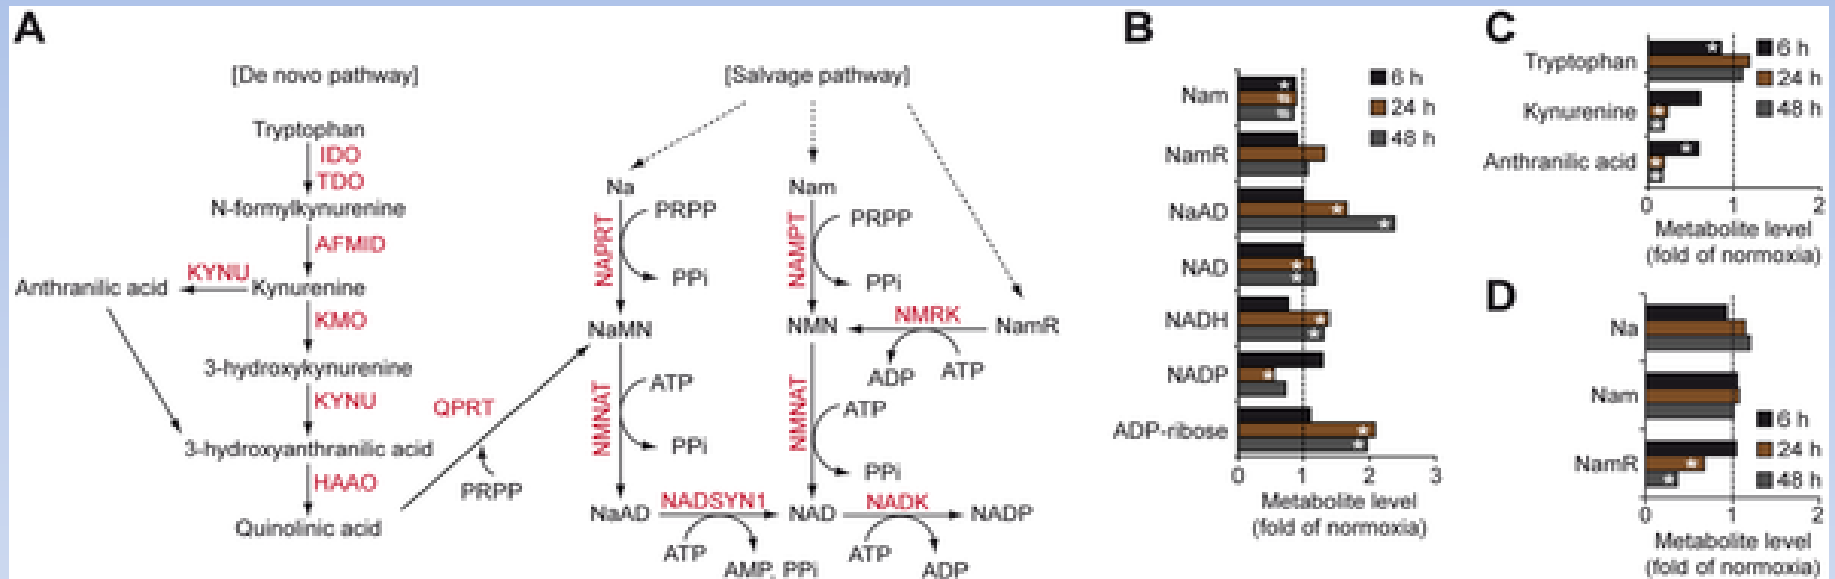 A
[De novo pathway]
Tryptophan
IDO
TDO
N-formylkynurenine
AFMID
KYNU
Anthranilic acid
Kynurenine
KMO
3-hydroxykynurenine
KYNU
3-hydroxyanthranilic acid
HAAO
Quinolinic acid
QPRT
PRPP
[Salvage pathway]
Na
PRPP
NAPRT
PPi
NaMN
ATP
NMNAT
PPi
NaAD
NADSYN1
ATP
AMP, PPi
Nam
PRPP
NAMPT
PPi
NMN
NMRK
NamR
ADP
ATP
NMNAT
ATP
PPi
NAD
NADK
NADP
ATP
ADP
B
6 h
24 h
48 h
Nam
NamR
NaAD
NAD
NADH
NADP
ADP-ribose
0 1 2 3
Metabolite level
(fold of normoxia)
C
6 h
24 h
48 h
Tryptophan
Kynurenine
Anthranilic acid
0 1 2
Metabolite level
(fold of normoxia)
D
Na
Nam
NamR
6 h
24 h
48 h
0 1 2
Metabolite level
(fold of normoxia)